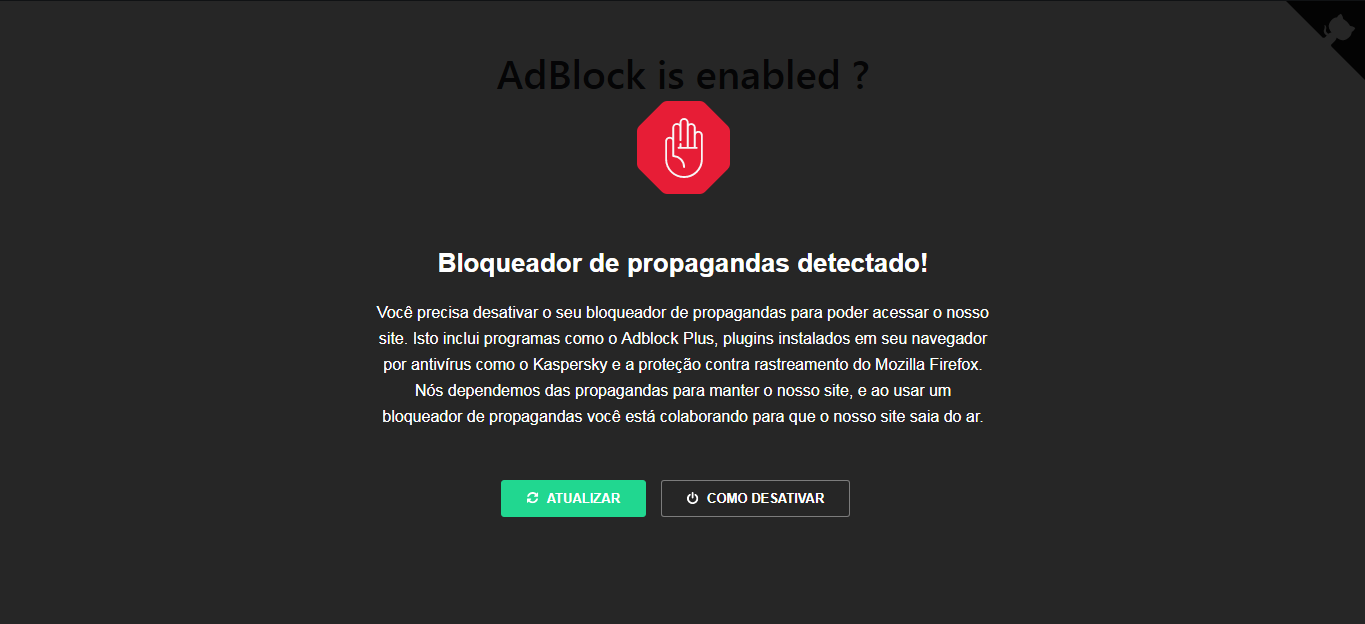 AdBlock is enabled ?
Bloqueador de propagandas detectado!
Você precisa desativar o seu bloqueador de propagandas para poder acessar o nosso
site. Isto inclui programas como o Adblock Plus, plugins instalados em seu navegador
por antivírus como o Kaspersky e a proteção contra rastreamento do Mozilla Firefox.
Nós dependemos das propagandas para manter o nosso site, e ao usar um
bloqueador de propagandas você está colaborando para que o nosso site saia do ar.
ATUALIZAR
COMO DESATIVAR